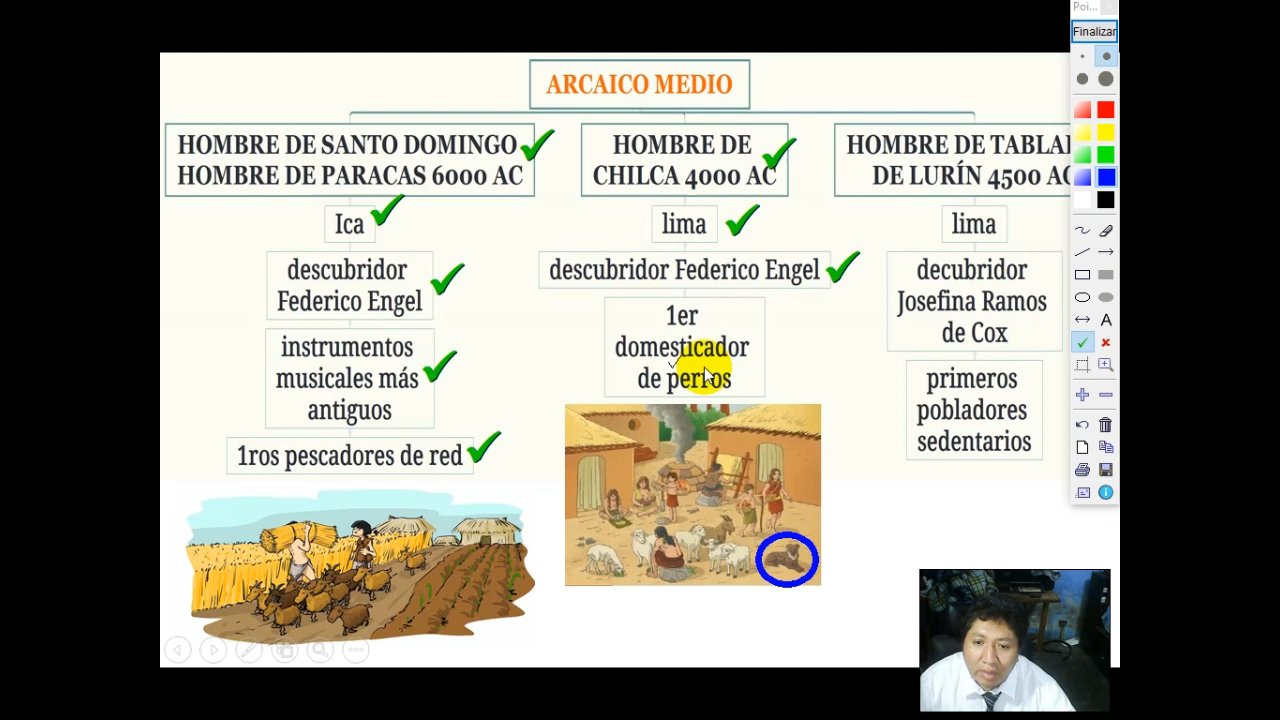 Poi...
Finalizar
A
ARCAICO MEDIO
HOMBRE DE SANTO DOMINGO
HOMBRE DE PARACAS 6000 AC
Ica
descubridor
Federico Engel
instrumentos
musicales más
antiguos
1ros pescadores de red
HOMBRE DE
CHILCA 4000 AC
lima
descubridor Federico Engel
1er
domesticador
de perros
HOMBRE DE
DE LURÍN 4500
lima
decubridor
Josefina Ramos
de Cox
primeros
pobladores
sedentarios